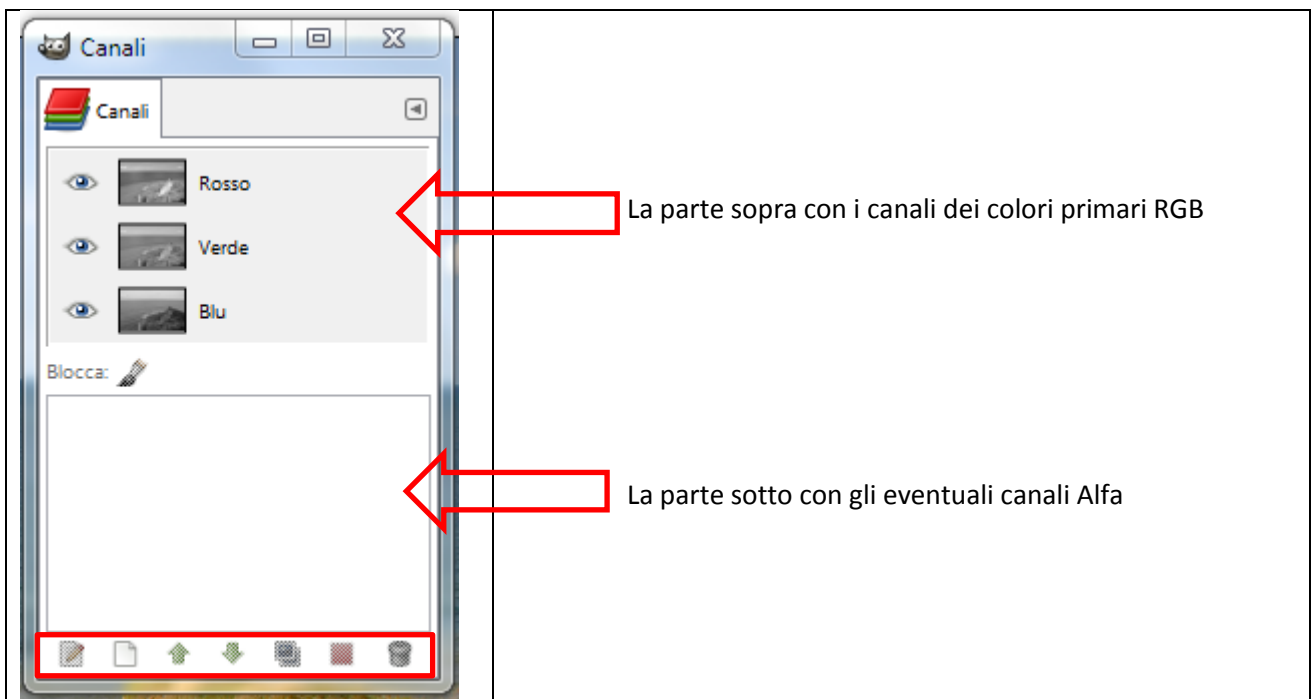 Canali
Canali
Rosso
La parte sopra con i canali dei colori primari RGB
Verde
Blu
Blocca:
La parte sotto con gli eventuali canali Alfa